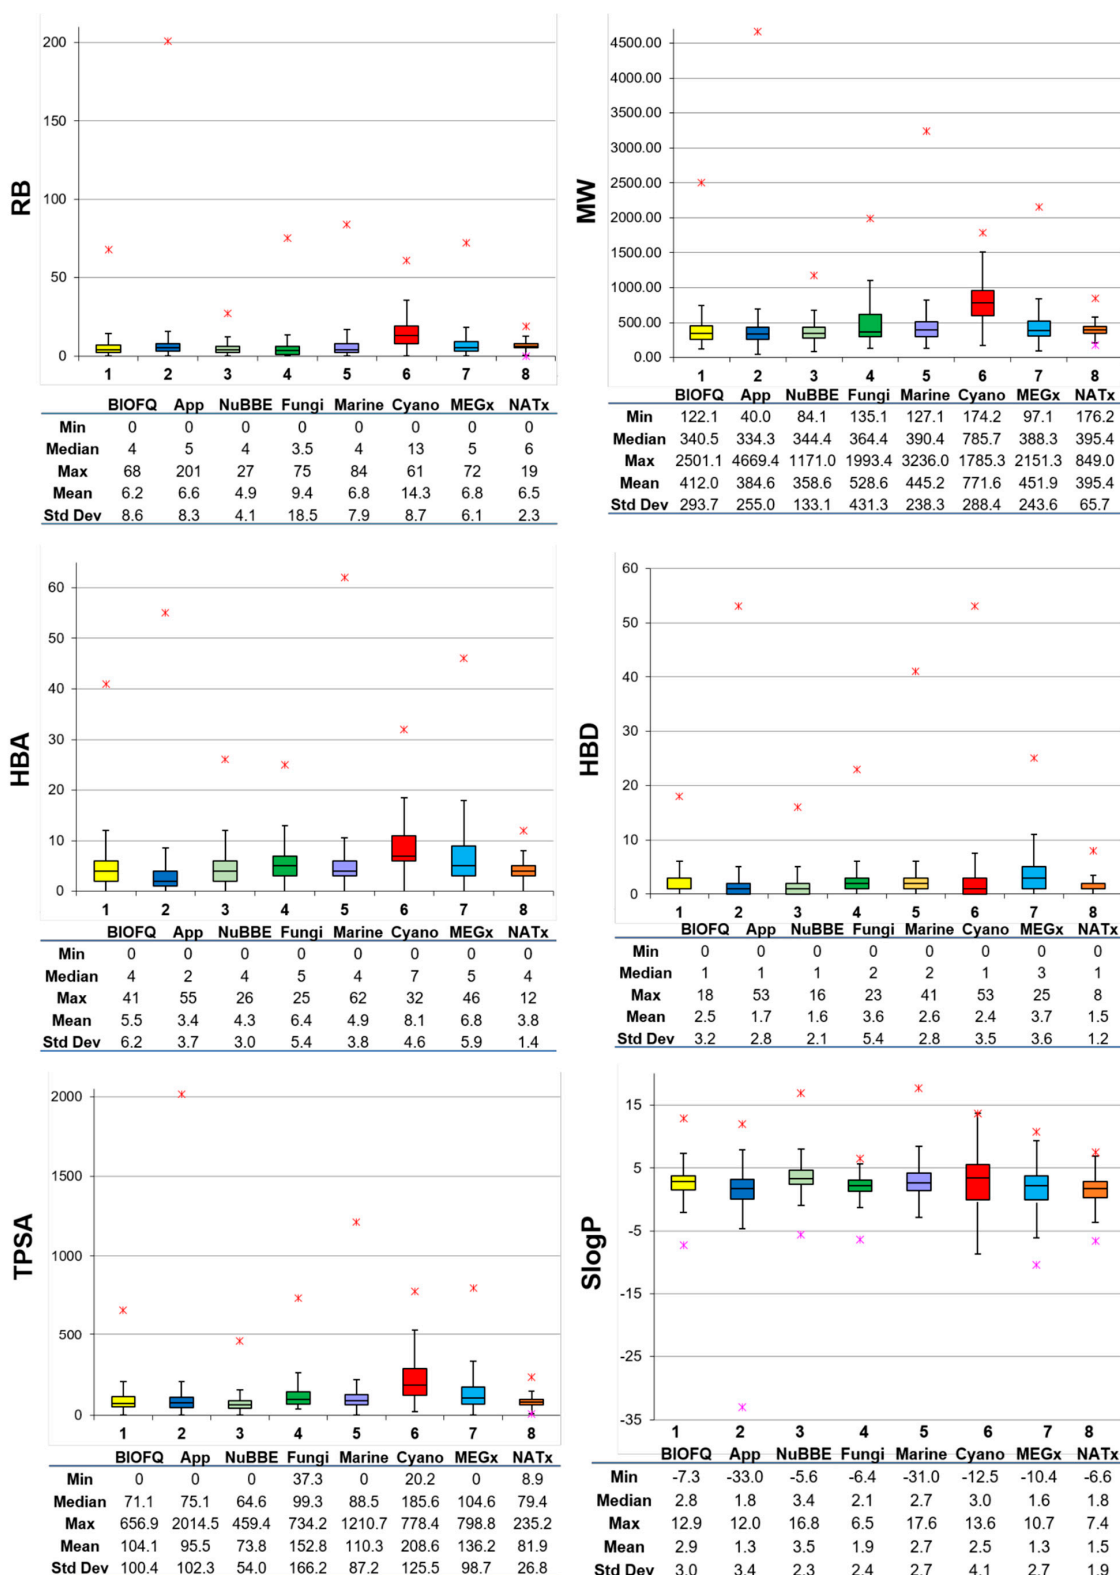 RB
200
150
100
50
0
1 2 3 4 5 6 7 8
BIOFQ App NuBBE Fungi Marine Cyano MEGx NATx
Min 0 0 0 0 0 0 0 0
Median 4 5 4 3.5 4 13 5 6
Max 68 201 27 75 84 61 72 19
Mean 6.2 6.6 4.9 9.4 6.8 14.3 6.8 6.5
Std Dev 8.6 8.3 4.1 18.5 7.9 8.7 6.1 2.3
MW
4500.00
4000.00
3500.00
3000.00
2500.00
2000.00
1500.00
1000.00
500.00
0.00
1 2 3 4 5 6 7 8
BIOFQ App NuBBE Fungi Marine Cyano MEGx NATx
Min 122.1 40.0 84.1 135.1 127.1 174.2 97.1 176.2
Median 340.5 334.3 344.4 364.4 390.4 785.7 388.3 395.4
Max 2501.1 4669.4 1171.0 1993.4 3236.0 1785.3 2151.3 849.0
Mean 412.0 384.6 358.6 528.6 445.2 771.6 451.9 395.4
Std Dev 293.7 255.0 133.1 431.3 238.3 288.4 243.6 65.7
HBA
60
50
40
30
20
10
0
1 2 3 4 5 6 7 8
BIOFQ App NuBBE Fungi Marine Cyano MEGx NATx
Min 0 0 0 0 0 0 0 0
Median 4 2 4 5 4 7 5 4
Max 41 55 26 25 62 32 46 12
Mean 5.5 3.4 4.3 6.4 4.9 8.1 6.8 3.8
Std Dev 6.2 3.7 3.0 5.4 3.8 4.6 5.9 1.4
HBD
60
50
40
30
20
10
0
1 2 3 4 5 6 7 8
BIOFQ App NuBBE Fungi Marine Cyano MEGx NATx
Min 0 0 0 0 0 0 0 0
Median 1 1 1 2 2 1 3 1
Max 18 53 16 23 41 53 25 8
Mean 2.5 1.7 1.6 3.6 2.6 2.4 3.7 1.5
Std Dev 3.2 2.8 2.1 5.4 2.8 3.5 3.6 1.2
TPSA
2000
1500
1000
500
0
1 2 3 4 5 6 7 8
BIOFQ App NuBBE Fungi Marine Cyano MEGx NATx
Min 0 0 0 37.3 0 20.2 0 8.9
Median 71.1 75.1 64.6 99.3 88.5 185.6 104.6 79.4
Max 656.9 2014.5 459.4 734.2 1210.7 778.4 798.8 235.2
Mean 104.1 95.5 73.8 152.8 110.3 208.6 136.2 81.9
Std Dev 100.4 102.3 54.0 166.2 87.2 125.5 98.7 26.8
SlogP
15
5
-5
-15
-25
-35
1 2 3 4 5 6 7 8
BIOFQ App NuBBE Fungi Marine Cyano MEGx NATx
Min -7.3 -33.0 -5.6 -6.4 -31.0 -12.5 -10.4 -6.6
Median 2.8 1.8 3.4 2.1 2.7 3.0 1.6 1.8
Max 12.9 12.0 16.8 6.5 17.6 13.6 10.7 7.4
Mean 2.9 1.3 3.5 1.9 2.7 2.5 1.3 1.5
Std Dev 3.0 3.4 2.3 2.4 2.7 4.1 2.7 1.9